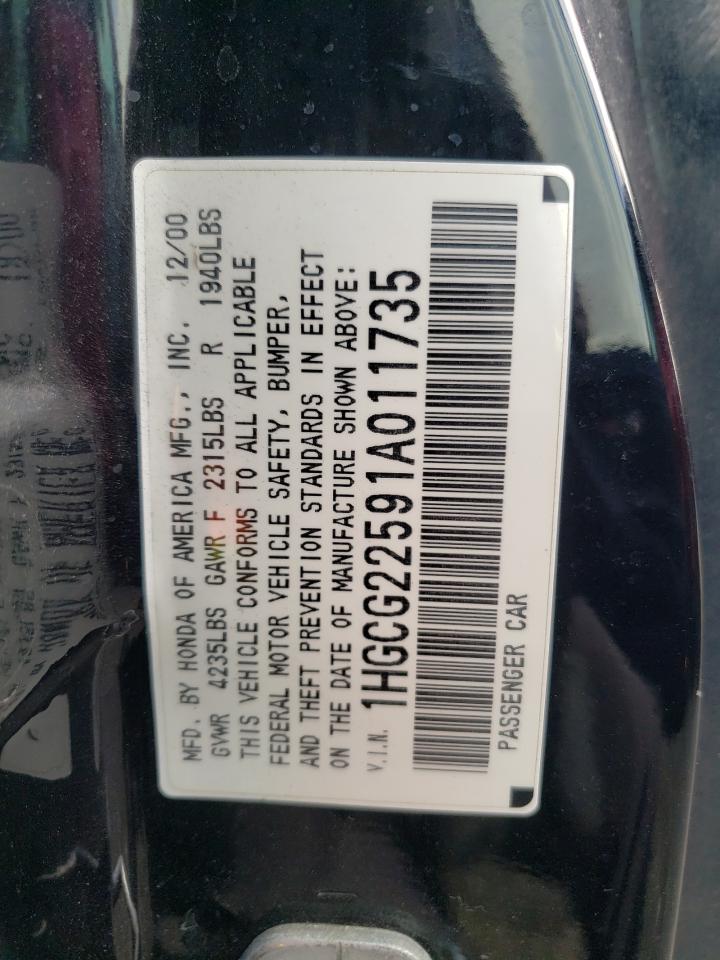 MFD. BY HONDA OF AMERICA MFG., INC. 12/00
GVWR 4235LBS GAWR F 2315LBS R 1940LBS
THIS VEHICLE CONFORMS TO ALL APPLICABLE
FEDERAL MOTOR VEHICLE SAFETY, BUMPER,
AND THEFT PREVENTION STANDARDS IN EFFECT
ON THE DATE OF MANUFACTURE SHOWN ABOVE:
V.I.N. 1HGCG22591A011735
PASSENGER CAR